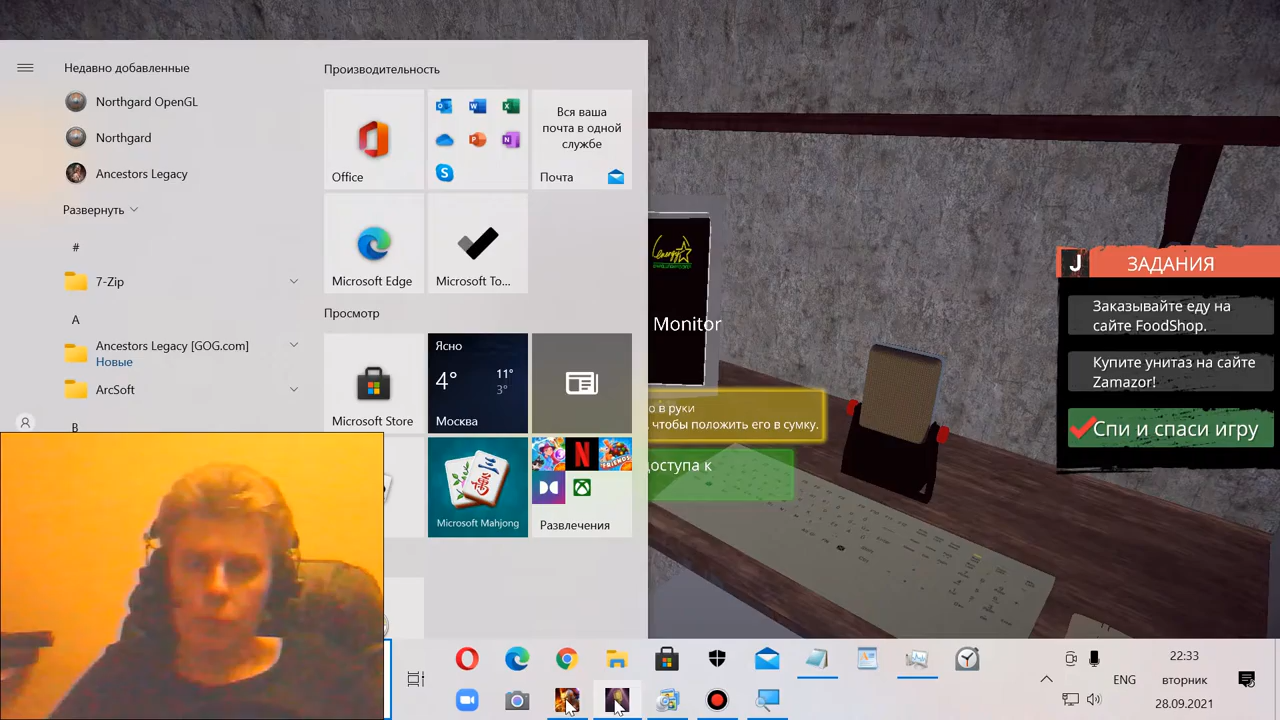 Недавно добавленные
Northgard OpenGL
Northgard
Ancestors Legacy
Развернуть
#
7-Zip
A
Ancestors Legacy [GOG.com]
Новые
ArcSoft
B
Производительность
Office
Вся ваша
почта в одной
службе
Почта
Microsoft Edge
Microsoft To...
Просмотр
Microsoft Store
Ясно
4°
11°
3°
Москва
Microsoft Mahjong
Развлечения
energy
Monitor
о в руки
, чтобы положить его в сумку.
доступа к
J
ЗАДАНИЯ
Заказывайте еду на
сайте FoodShop.
Купите унитаз на сайте
Zamazor!
Спи и спаси игру
22:33
ENG
вторник
28.09.2021